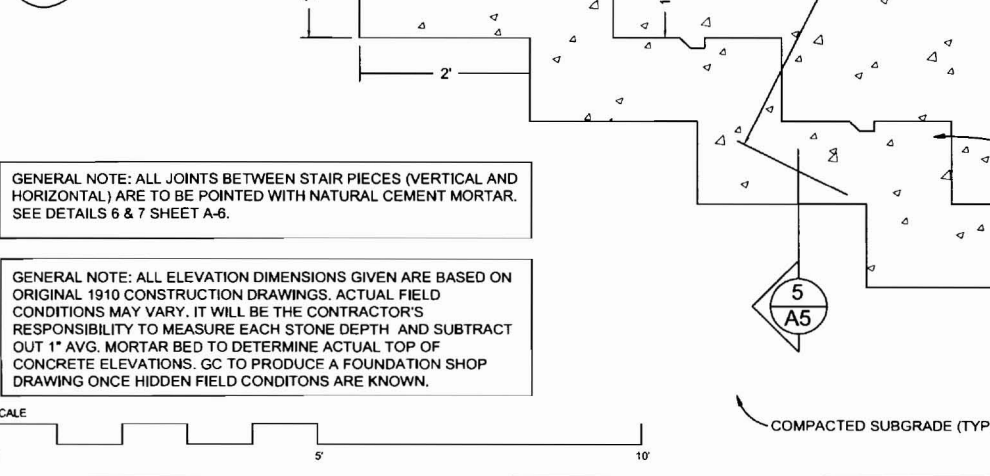 2'
GENERAL NOTE: ALL JOINTS BETWEEN STAIR PIECES (VERTICAL AND
HORIZONTAL) ARE TO BE POINTED WITH NATURAL CEMENT MORTAR.
SEE DETAILS 6 & 7 SHEET A-6.
GENERAL NOTE: ALL ELEVATION DIMENSIONS GIVEN ARE BASED ON
ORIGINAL 1910 CONSTRUCTION DRAWINGS. ACTUAL FIELD
CONDITIONS MAY VARY. IT WILL BE THE CONTRACTOR'S
RESPONSIBILITY TO MEASURE EACH STONE DEPTH AND SUBTRACT
OUT 1" AVG. MORTAR BED TO DETERMINE ACTUAL TOP OF
CONCRETE ELEVATIONS. GC TO PRODUCE A FOUNDATION SHOP
DRAWING ONCE HIDDEN FIELD CONDITONS ARE KNOWN.
5
A5
COMPACTED SUBGRADE (TYP
CALE
5' 10'